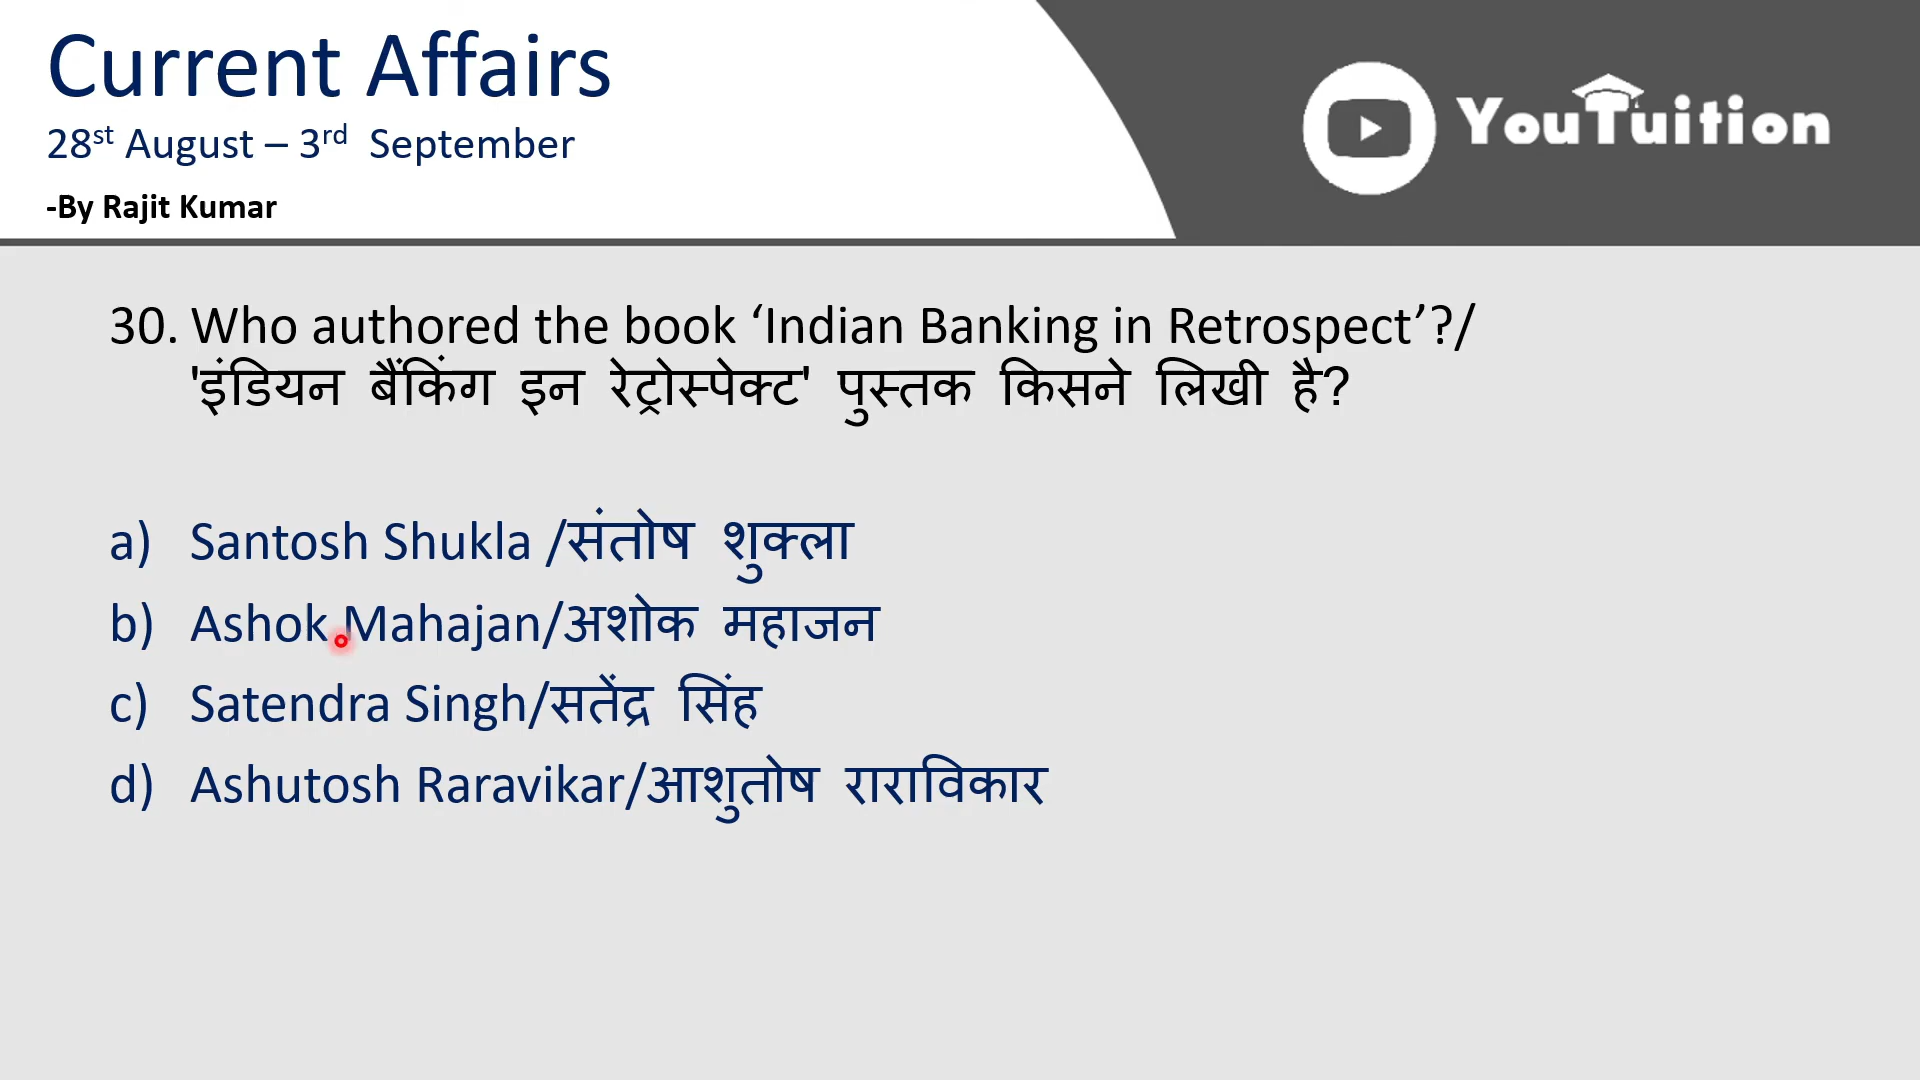 Current Affairs
28st August – 3rd September
-By Rajit Kumar
YouTuition
30. Who authored the book ‘Indian Banking in Retrospect’?/
'इंडियन बैंकिंग इन रेट्रोस्पेक्ट' पुस्तक किसने लिखी है?
a) Santosh Shukla /संतोष शुक्ला
b) Ashok Mahajan/अशोक महाजन
c) Satendra Singh/सतेंद्र सिंह
d) Ashutosh Raravikar/आशुतोष राराविकार